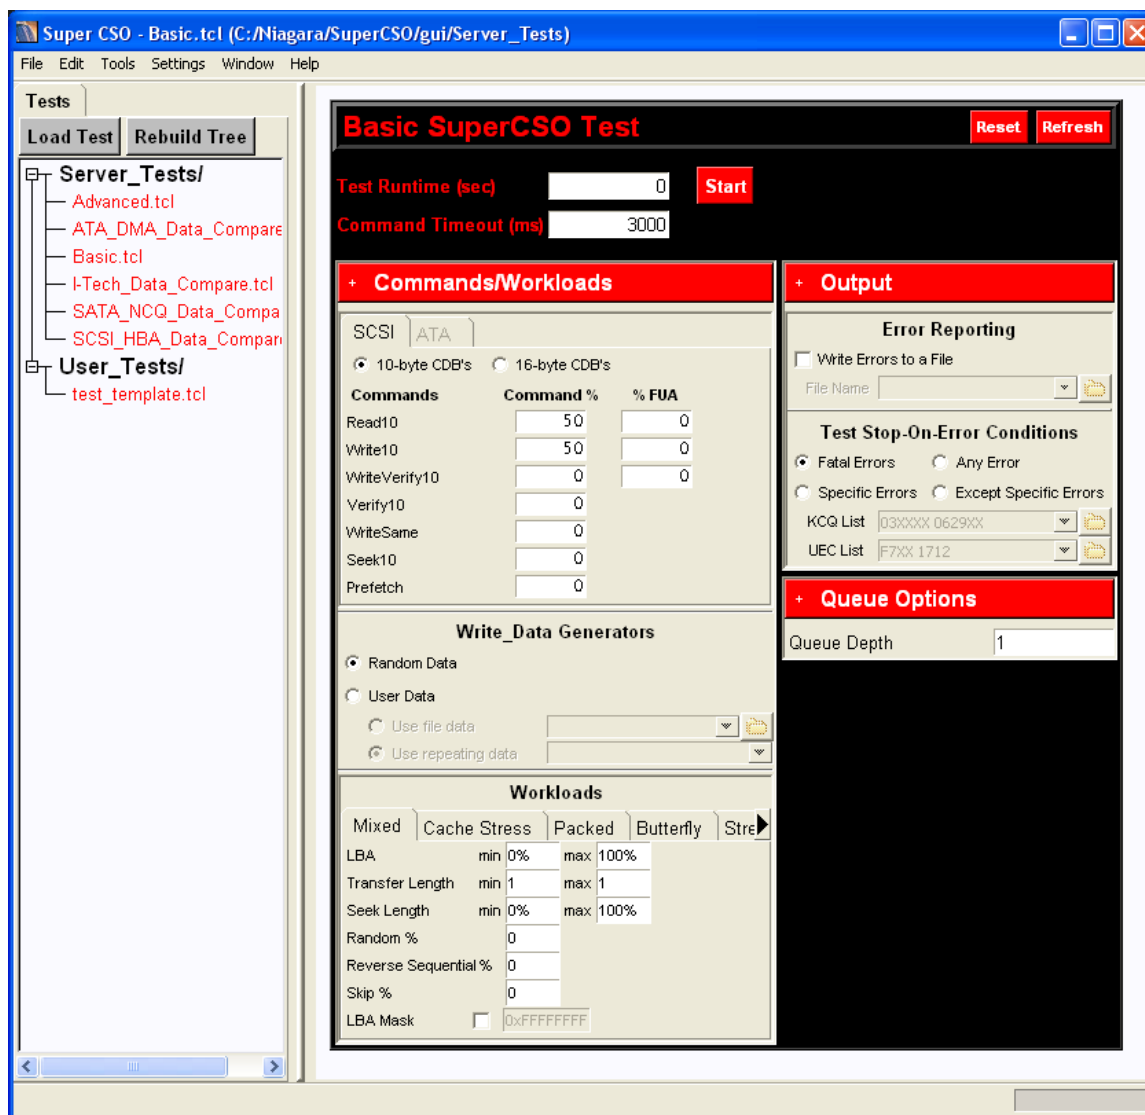 Super CSO - Basic.tcl (C:/Niagara/SuperCSO/gui/Server_Tests)
File Edit Tools Settings Window Help
Tests
Load Test Rebuild Tree
Server_Tests/
Advanced.tcl
ATA_DMA_Data_Compare
Basic.tcl
I-Tech_Data_Compare.tcl
SATA_NCQ_Data_Compa
SCSI_HBA_Data_Compar
User_Tests/
test_template.tcl
Basic SuperCSO Test Reset Refresh
Test Runtime (sec) 0 Start
Command Timeout (ms) 3000
+ Commands/Workloads
SCSI ATA
10-byte CDB's 16-byte CDB's
Commands Command % % FUA
Read10 50 0
Write10 50 0
WriteVerify10 0 0
Verify10 0
WriteSame 0
Seek10 0
Prefetch 0
Write_Data Generators
Random Data
User Data
Use file data
Use repeating data
Workloads
Mixed Cache Stress Packed Butterfly Stre
LBA min 0% max 100%
Transfer Length min 1 max 1
Seek Length min 0% max 100%
Random % 0
Reverse Sequential % 0
Skip % 0
LBA Mask 0xFFFFFFFF
+ Output
Error Reporting
Write Errors to a File
File Name
Test Stop-On-Error Conditions
Fatal Errors Any Error
Specific Errors Except Specific Errors
KCQ List 03XXXX 0629XX
UEC List F7XX 1712
+ Queue Options
Queue Depth 1